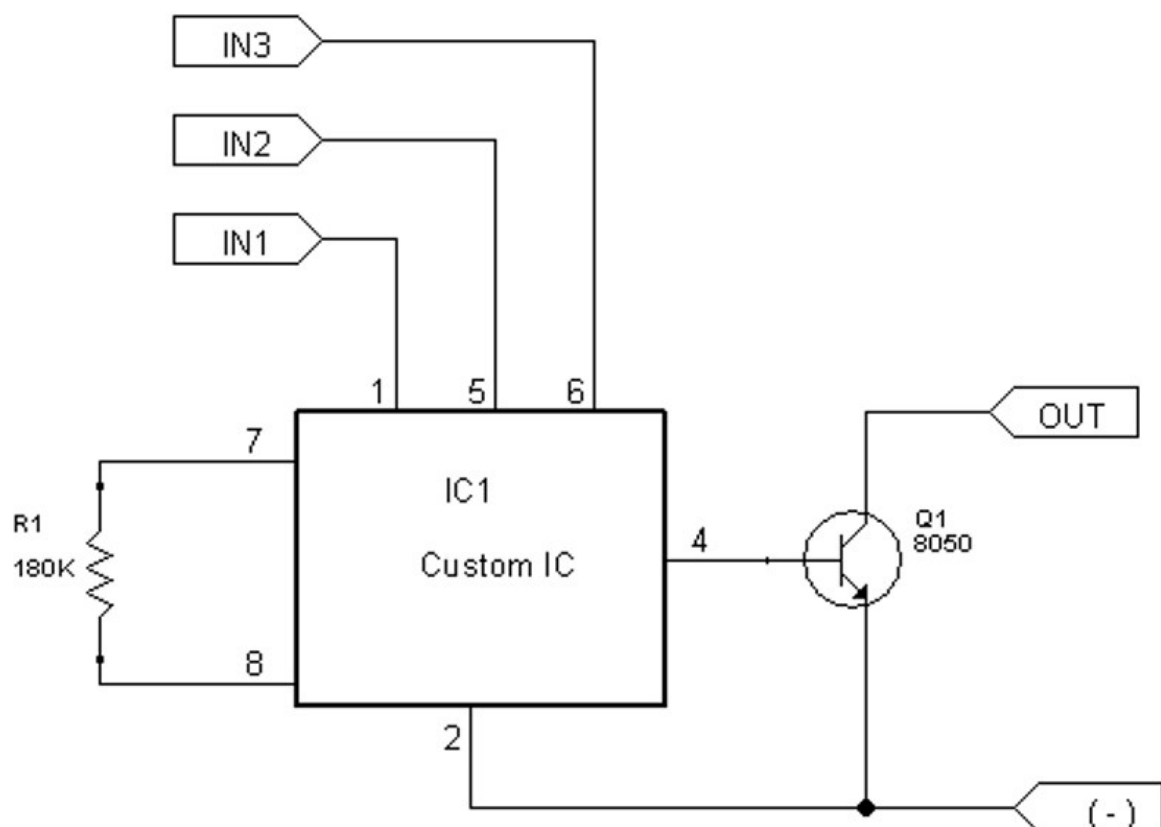 IN3
IN2
IN1
1 5 6
7
IC1
OUT
R1
180K
Custom IC
4
Q1
8050
8
2
(-)